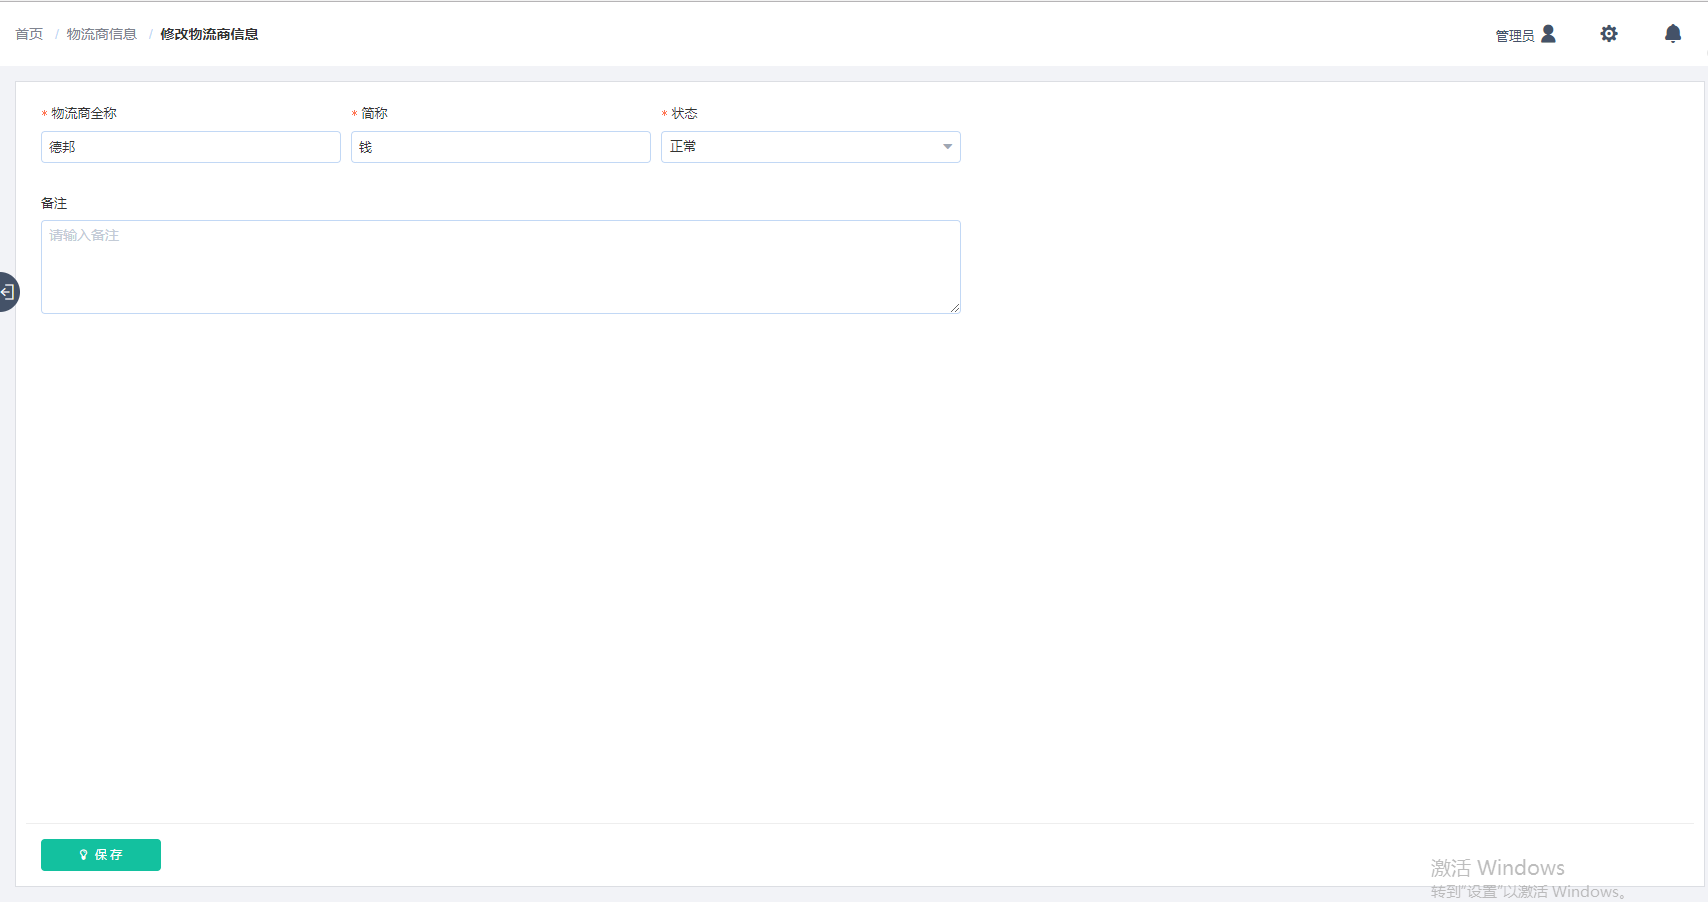 首页 / 物流商信息 / 修改物流商信息
管理员
* 物流商全称 * 简称 * 状态
德邦 钱 正常
备注
请输入备注
保存
激活 Windows
转到"设置"以激活 Windows。